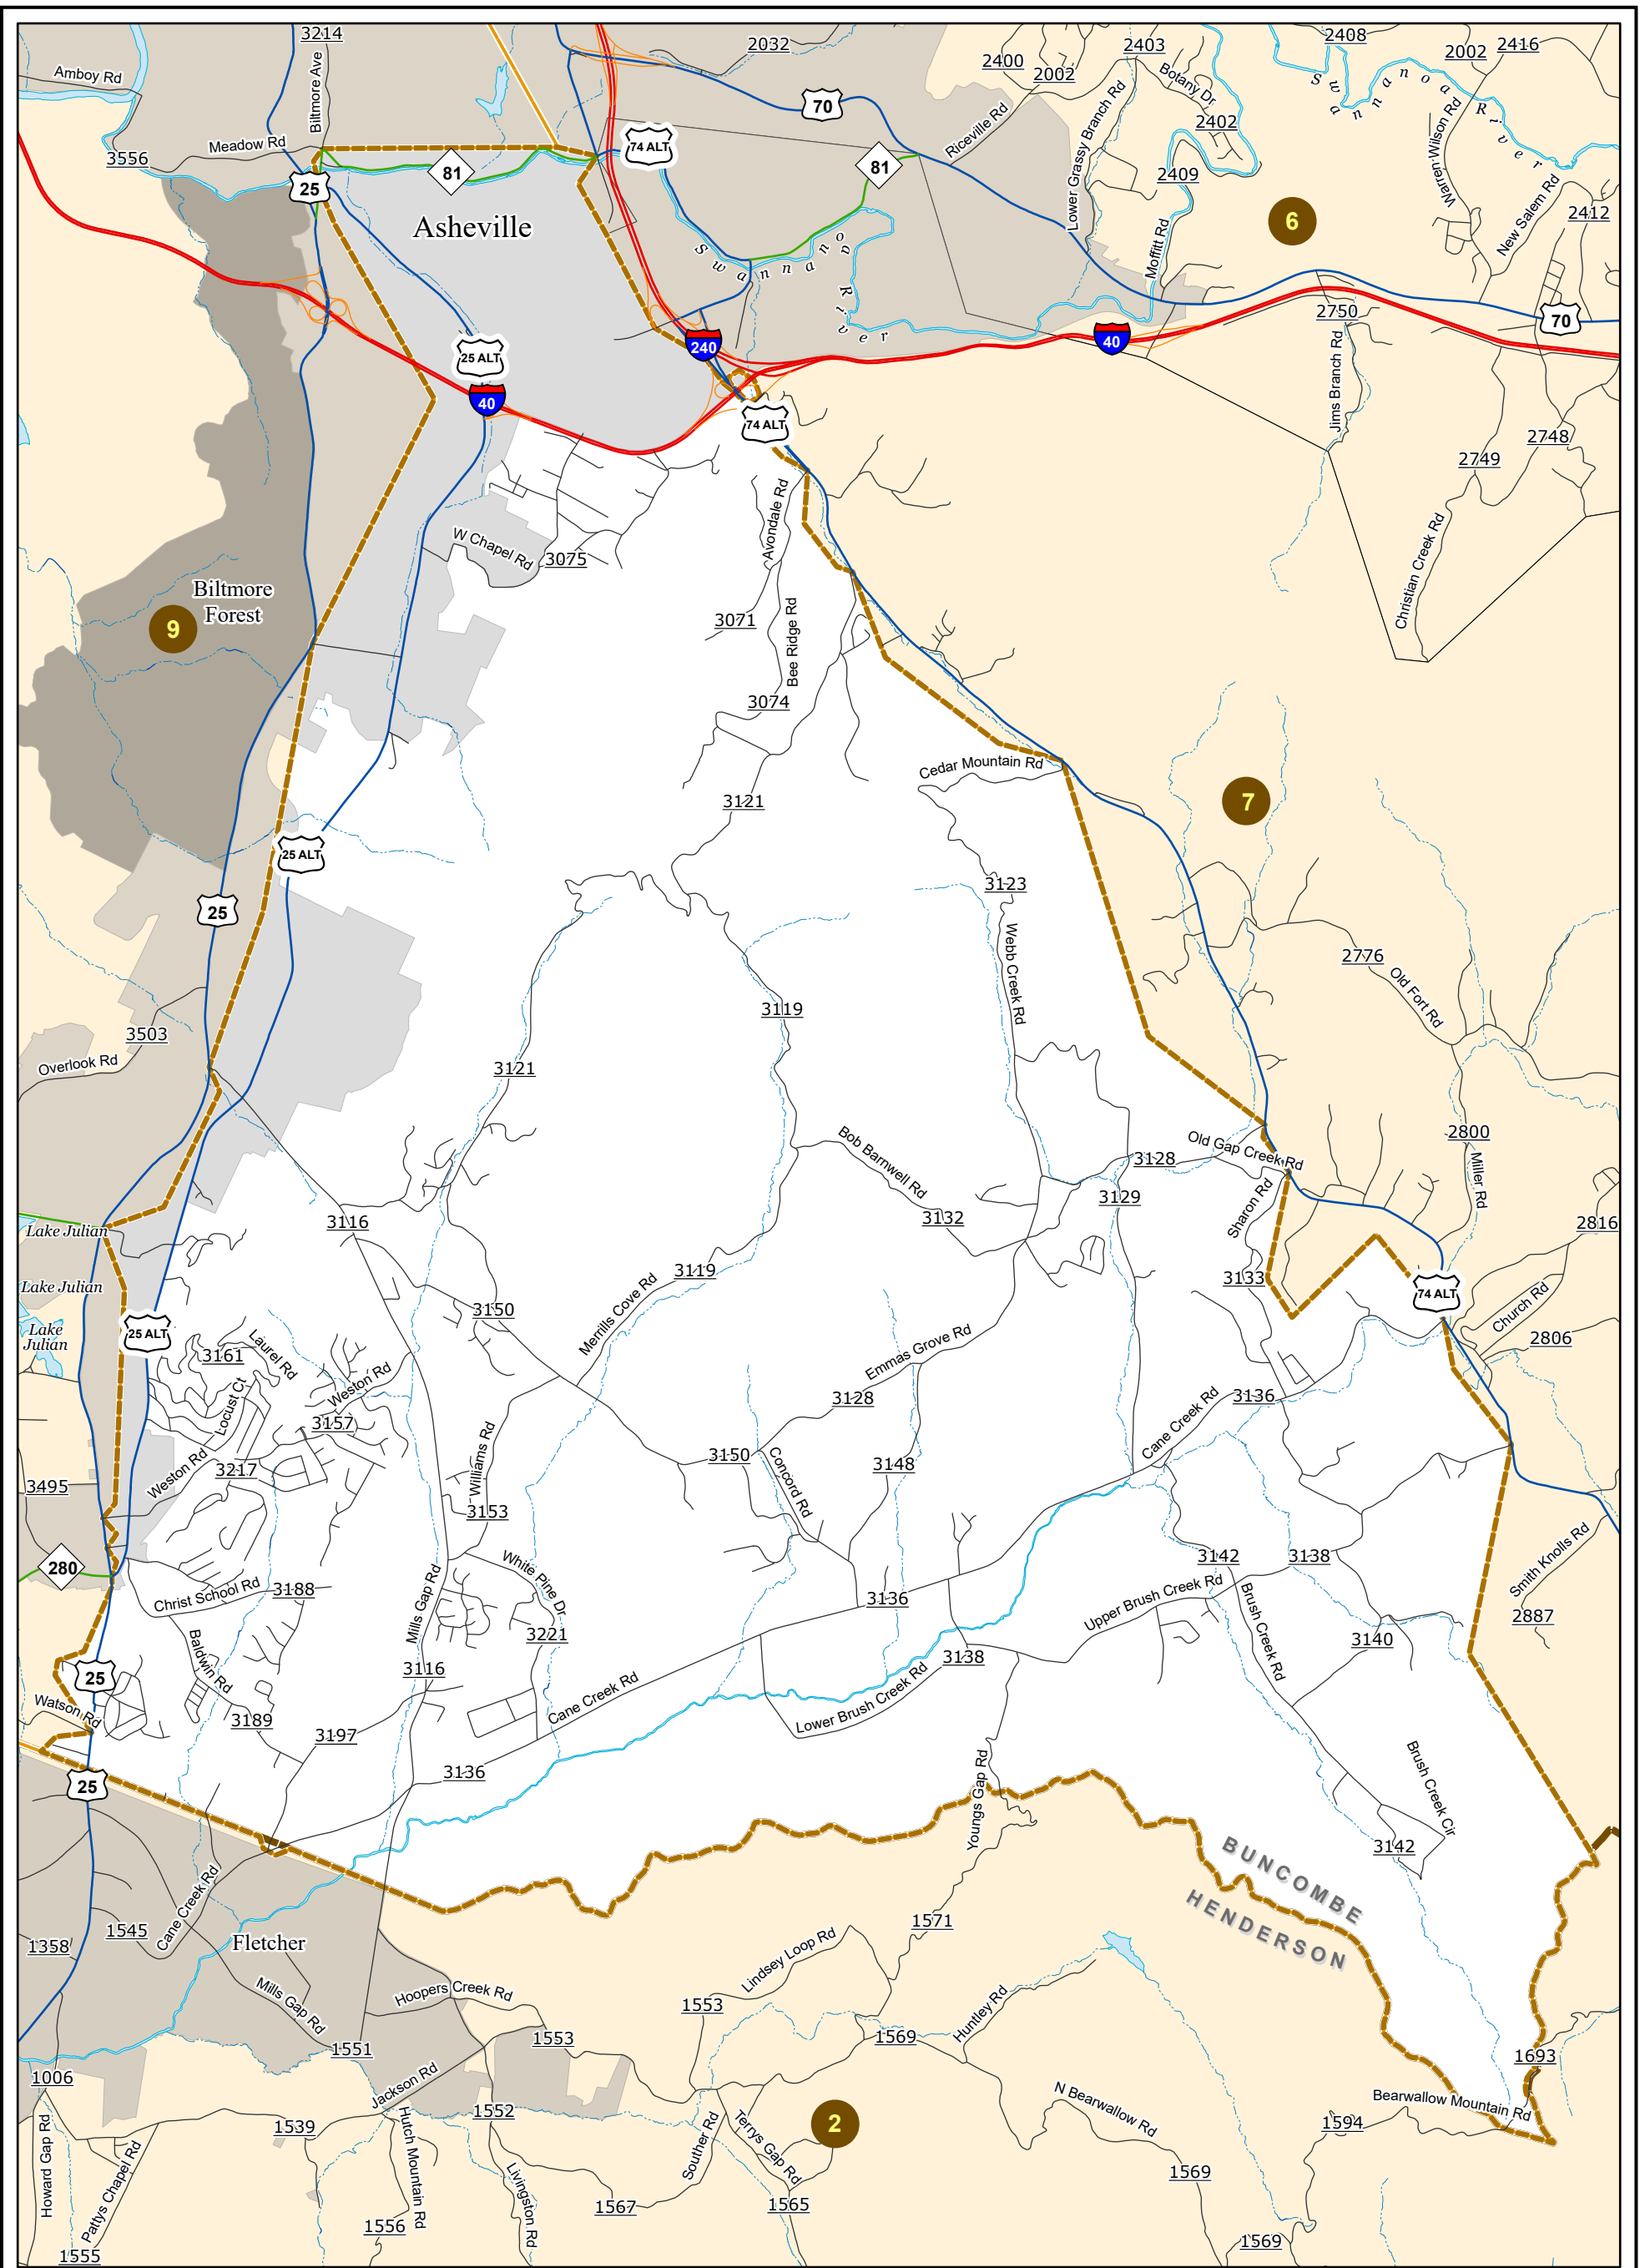 3214
2032
2403
2408
2002
2416
2400
2002
Amboy Rd
Biltmore Ave
Botany Dr
Swannanoa River
70
74 ALT
Riceville Rd
Lower Grassy Branch Rd
2402
Warren Wilson Rd
Meadow Rd
3556
81
81
2409
25
New Salem Rd
2412
Asheville
6
Swannanoa River
Moffitt Rd
2750
70
240
40
25 ALT
40
Jims Branch Rd
74 ALT
2748
2749
Avondale Rd
W Chapel Rd
3075
Christian Creek Rd
Biltmore
Forest
9
3071
Bee Ridge Rd
3074
Cedar Mountain Rd
3121
7
25 ALT
3123
25
Webb Creek Rd
2776
Old Fort Rd
3119
3503
Overlook Rd
3121
2800
Bob Barnwell Rd
Old Gap Creek Rd
3128
Miller Rd
3129
Sharon Rd
3132
3116
2816
Lake Julian
3119
3133
Lake Julian
74 ALT
3150
Merrills Cove Rd
Church Rd
Lake
Julian
25 ALT
Laurel Rd
3161
Emmas Grove Rd
2806
Weston Rd
Locust Ct
3128
3136
3157
Cane Creek Rd
3150
Williams Rd
3148
Weston Rd
3217
Concord Rd
3495
3153
Smith Knolls Rd
White Pine Dr
3142
3138
280
Christ School Rd
3188
3136
Upper Brush Creek Rd
Mills Gap Rd
Brush Creek Rd
2887
3221
3140
Baldwin Rd
3138
3116
25
Cane Creek Rd
Lower Brush Creek Rd
Watson Rd
3189
3197
Brush Creek Cir
3136
Youngs Gap Rd
25
3142
BUNCOMBE
HENDERSON
Cane Creek Rd
1545
1571
1358
Fletcher
Lindsey Loop Rd
Mills Gap Rd
Hoopers Creek Rd
1553
Huntley Rd
1553
1569
1551
1693
1006
Jackson Rd
N Bearwallow Rd
Bearwallow Mountain Rd
1552
1594
1539
2
Hutch Mountain Rd
Souther Rd
Terrys Gap Rd
Howard Gap Rd
Pattys Chapel Rd
Livingston Rd
1569
1567
1565
1556
1569
1555